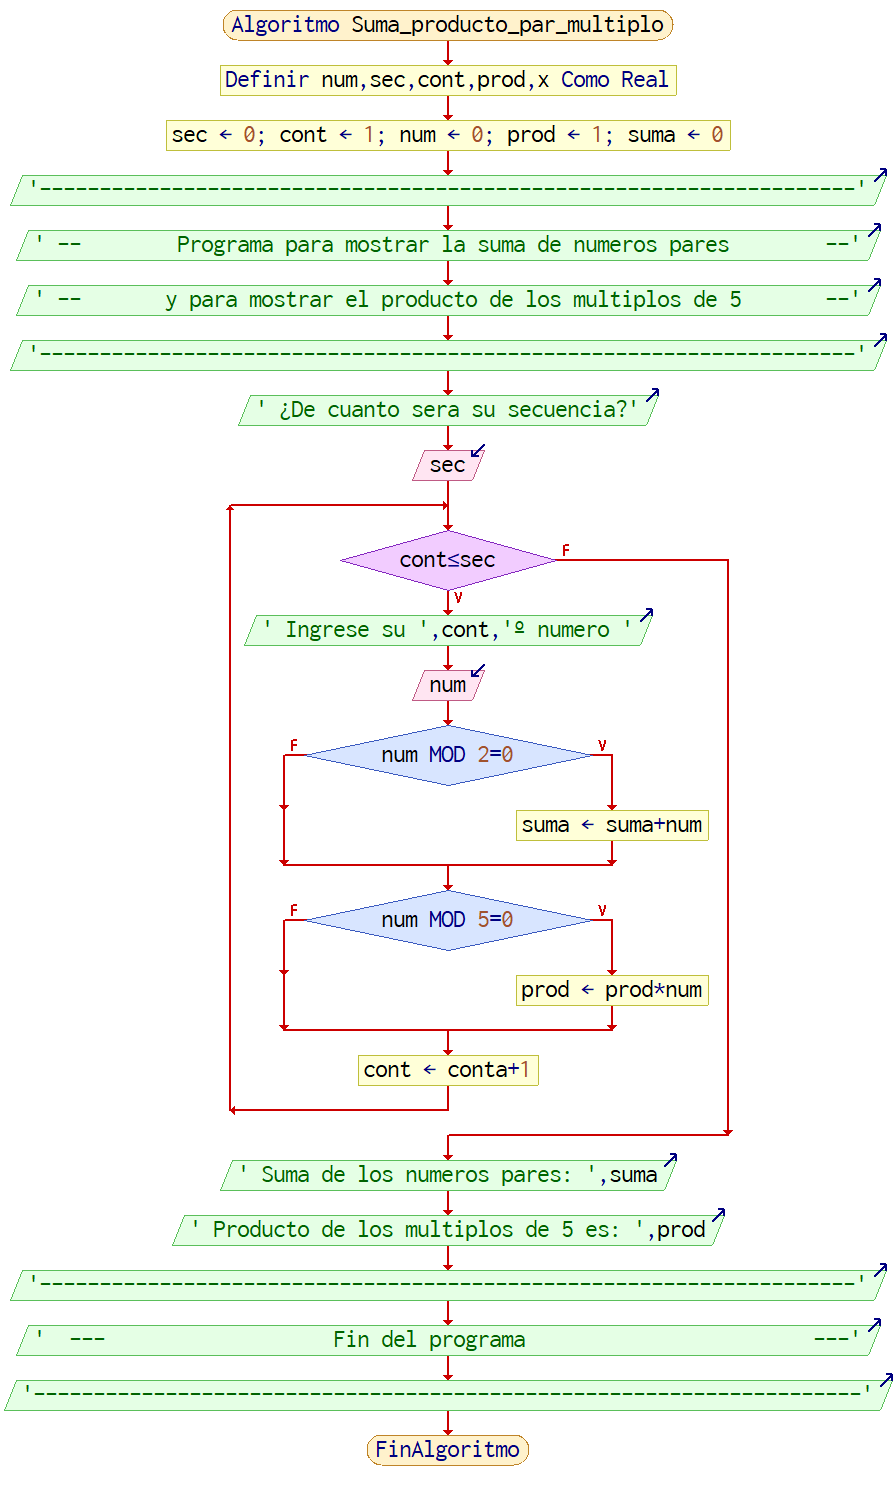 Algoritmo Suma_producto_par_multiplo
Definir num,sec,cont,prod,x Como Real
sec ← 0; cont ← 1; num ← 0; prod ← 1; suma ← 0
'--------------------------------------------------------------------'
' --        Programa para mostrar la suma de numeros pares        --'
' --       y para mostrar el producto de los multiplos de 5       --'
'--------------------------------------------------------------------'
' ¿De cuanto sera su secuencia?'
sec
cont≤sec
F
V
' Ingrese su ',cont,'º numero '
num
F
num MOD 2=0
V
suma ← suma+num
F
num MOD 5=0
V
prod ← prod*num
cont ← conta+1
' Suma de los numeros pares: ',suma
' Producto de los multiplos de 5 es: ',prod
'--------------------------------------------------------------------'
'  ---                   Fin del programa                        ---'
'---------------------------------------------------------------------'
FinAlgoritmo